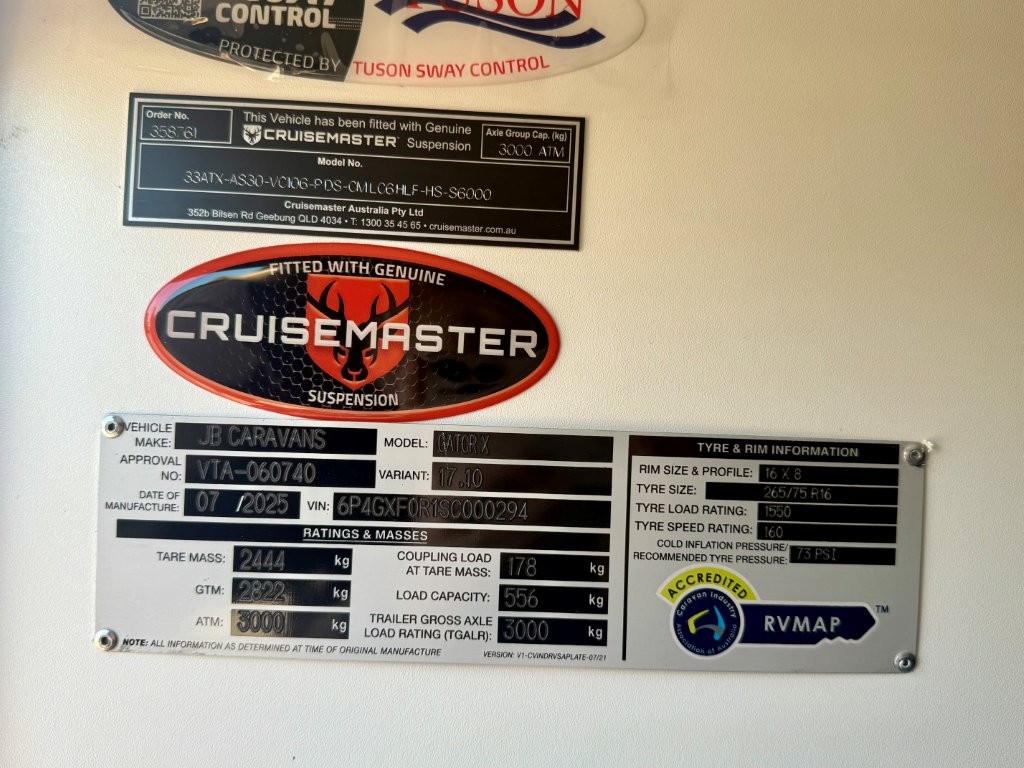 CONTROL
PROTECTED BY
TUSON
TUSON SWAY CONTROL
Order No.
358761
This Vehicle has been fitted with Genuine
CRUISEMASTER Suspension
Axle Group Cap. (kg)
3000 ATM
Model No.
33ATX-AS30-VC106-PDS-CMLC6HLF-HS-S6000
Cruisemaster Australia Pty Ltd
352b Bilsen Rd Geebung QLD 4034 • T: 1300 35 45 65 • cruisemaster.com.au
FITTED WITH GENUINE
CRUISEMASTER
SUSPENSION
VEHICLE MAKE: JB CARAVANS
MODEL: GATOR X
APPROVAL NO: VTA-060740
VARIANT: 17.10
DATE OF MANUFACTURE: 07 /2025
VIN: 6P4GXF0R1SC000294
RATINGS & MASSES
TARE MASS: 2444 kg
COUPLING LOAD AT TARE MASS: 178 kg
GTM: 2822 kg
LOAD CAPACITY: 556 kg
ATM: 3000 kg
TRAILER GROSS AXLE LOAD RATING (TGALR): 3000 kg
NOTE: ALL INFORMATION AS DETERMINED AT TIME OF ORIGINAL MANUFACTURE
VERSION: V1-CVINDRVSAPLATE-07/21
TYRE & RIM INFORMATION
RIM SIZE & PROFILE: 16 X 8
TYRE SIZE: 265/75 R16
TYRE LOAD RATING: 1550
TYRE SPEED RATING: 160
COLD INFLATION PRESSURE/
RECOMMENDED TYRE PRESSURE: 73 PSI
ACCREDITED
Caravan Industry
Association of Australia
RVMAP ™